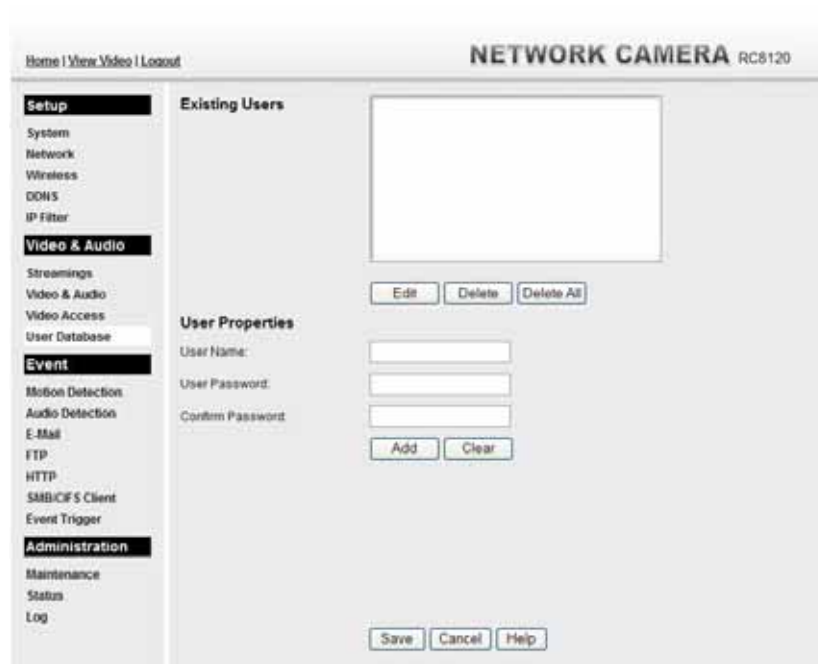 Home | View Video | Logout
NETWORK CAMERA RC8120
Setup
System
Network
Wireless
DDNS
IP Filter
Video & Audio
Streamings
Video & Audio
Video Access
User Database
Event
Motion Detection
Audio Detection
E-Mail
FTP
HTTP
SMB/CIFS Client
Event Trigger
Administration
Maintenance
Status
Log
Existing Users
Edit Delete Delete All
User Properties
User Name:
User Password:
Confirm Password:
Add Clear
Save Cancel Help